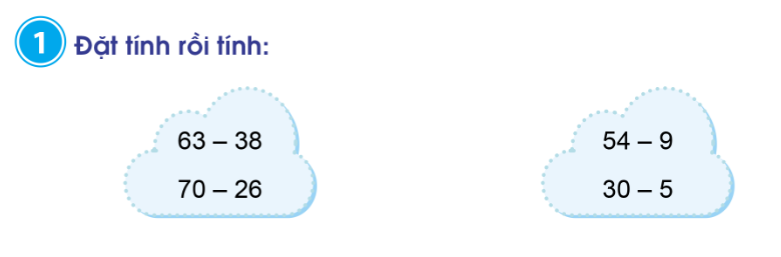 1 Đặt tính rồi tính:
63 – 38
70 – 26
54 – 9
30 – 5